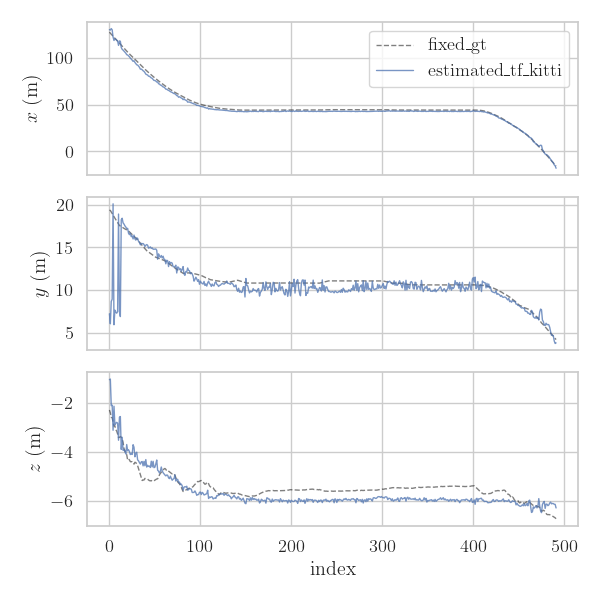 100
50
0
x (m)
fixed_gt
estimated_tf_kitti
20
15
10
5
y (m)
−2
−4
−6
z (m)
0 100 200 300 400 500
index